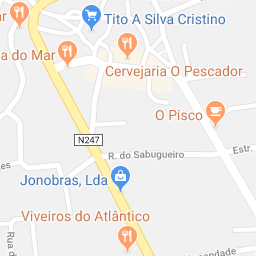 Tito A Silva Cristino
a do Mar
Cervejaria O Pescador
O Pisco
N247
R. do Sabugueiro
Estr.
Jonobras, Lda
Viveiros do Atlântico
Rua d